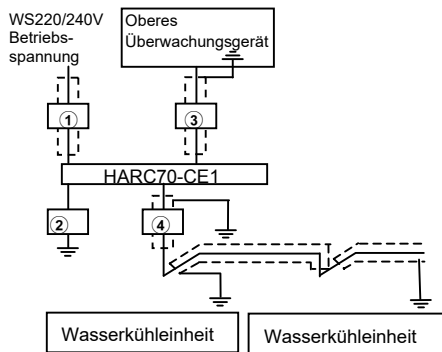 WS220/240V
Betriebs-
spannung
Oberes
Überwachungsgerät
①
③
HARC70-CE1
②
④
Wasserkühleinheit
Wasserkühleinheit